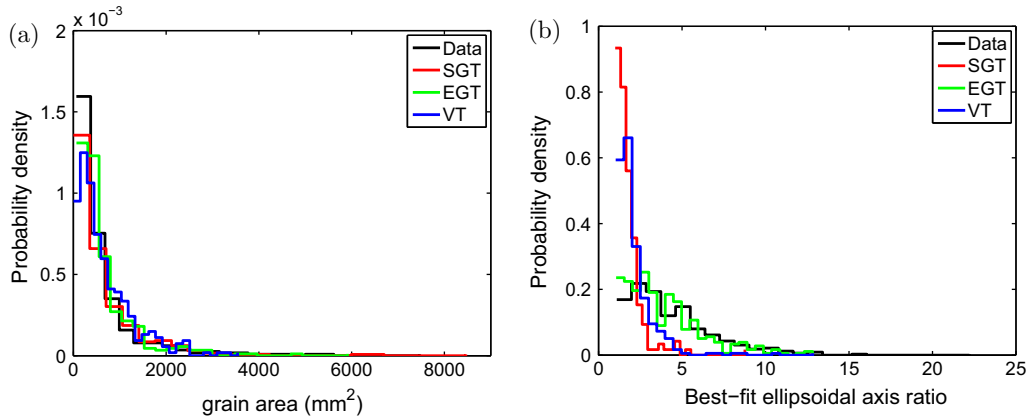 (a)
x 10⁻³
2
1.5
1
0.5
0
0 2000 4000 6000 8000
Probability density
grain area (mm²)
Data
SGT
EGT
VT
(b)
1
0.8
0.6
0.4
0.2
0
0 5 10 15 20 25
Probability density
Best−fit ellipsoidal axis ratio
Data
SGT
EGT
VT